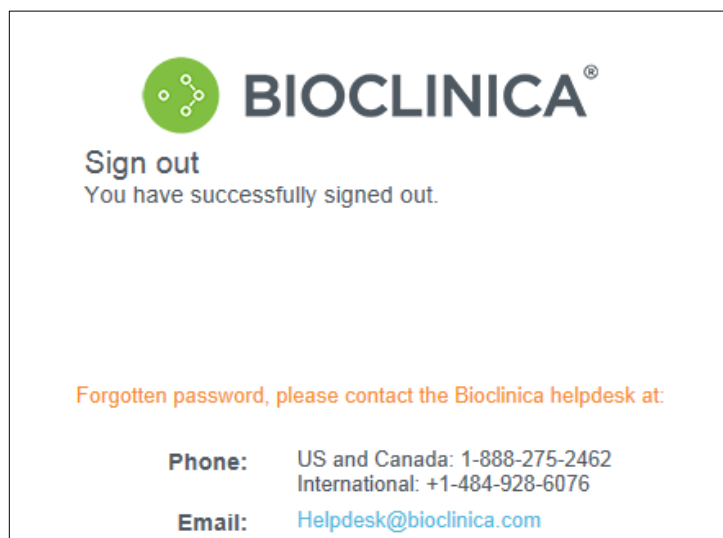 BIOCLINICA®
Sign out
You have successfully signed out.
Forgotten password, please contact the Bioclinica helpdesk at:
Phone: US and Canada: 1-888-275-2462
International: +1-484-928-6076
Email: Helpdesk@bioclinica.com